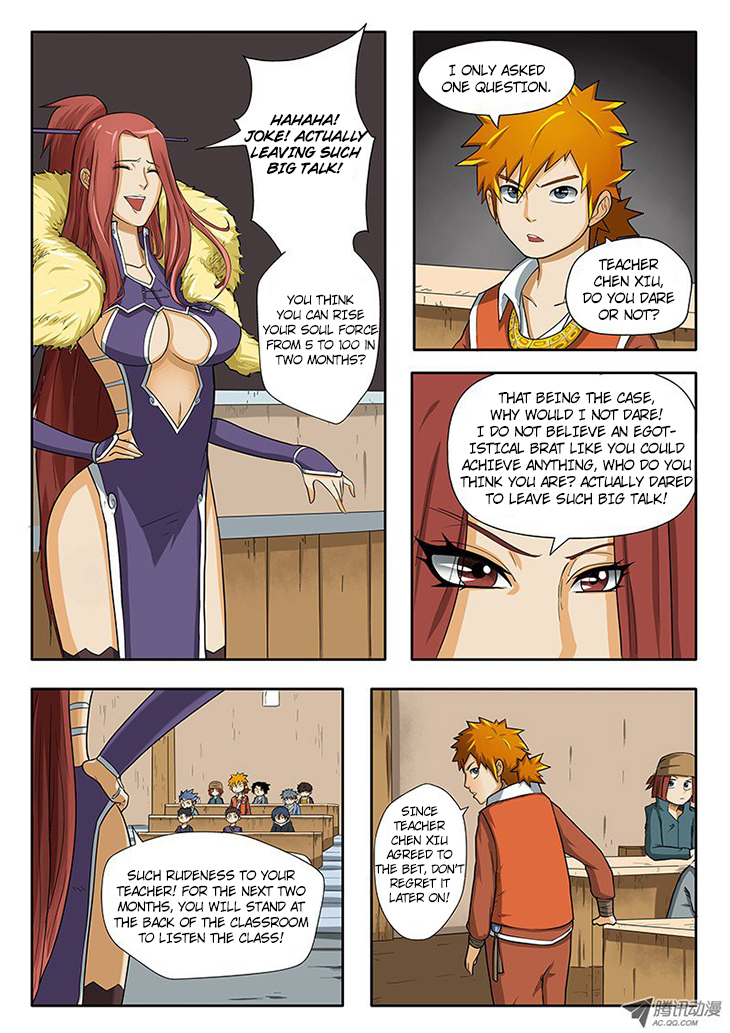 HAHAHA!
JOKE! ACTUALLY
LEAVING SUCH
BIG TALK!
YOU THINK
YOU CAN RISE
YOUR SOUL FORCE
FROM 5 TO 100 IN
TWO MONTHS?
I ONLY ASKED
ONE QUESTION.
TEACHER
CHEN XIU,
DO YOU DARE
OR NOT?
THAT BEING THE CASE,
WHY WOULD I NOT DARE!
I DO NOT BELIEVE AN EGOT-
ISTICAL BRAT LIKE YOU COULD
ACHIEVE ANYTHING, WHO DO YOU
THINK YOU ARE? ACTUALLY DARED
TO LEAVE SUCH BIG TALK!
SUCH RUDENESS TO YOUR
TEACHER! FOR THE NEXT TWO
MONTHS, YOU WILL STAND AT
THE BACK OF THE CLASSROOM
TO LISTEN THE CLASS!
SINCE
TEACHER
CHEN XIU
AGREED TO
THE BET, DON'T
REGRET IT
LATER ON!
腾讯动漫
AC.QQ.COM